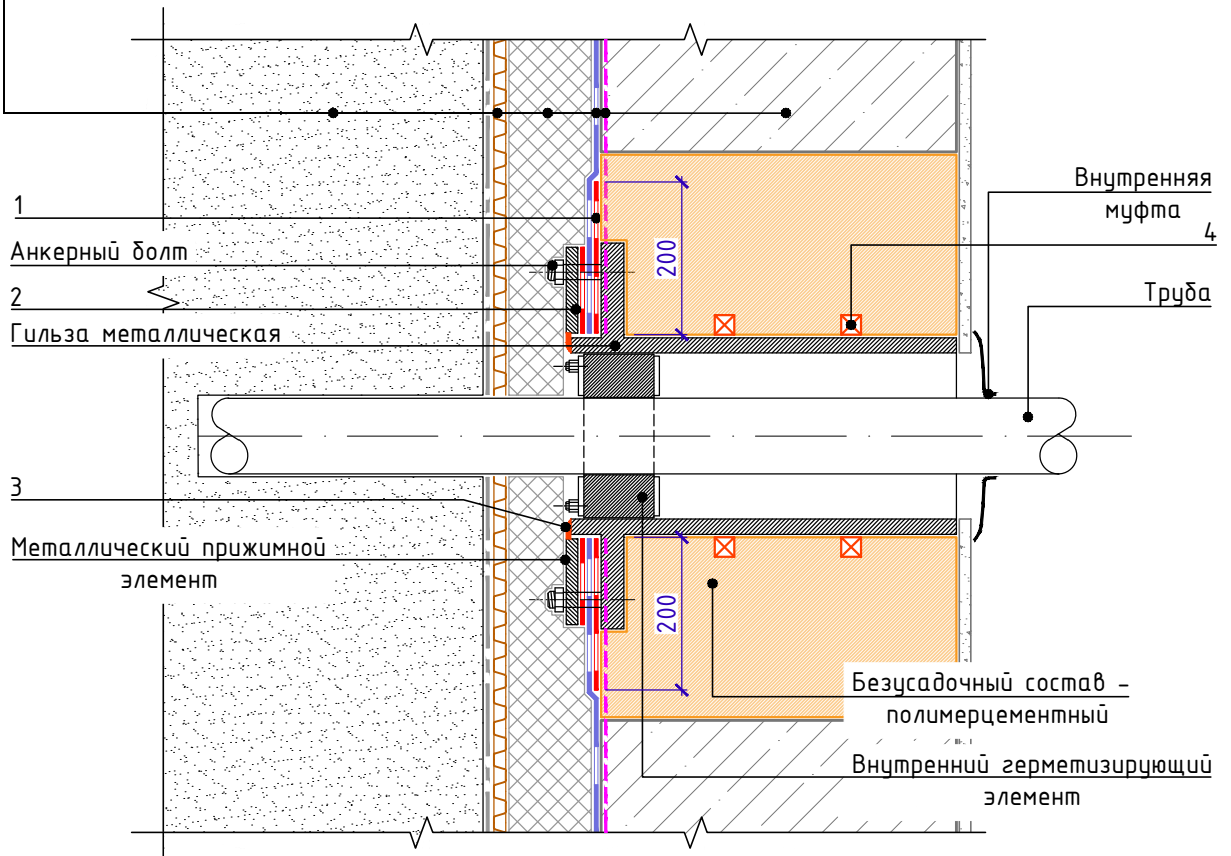 Внутренняя
муфта
1
4
Анкерный болт
200
Труба
2
Гильза металлическая
3
Металлический прижимной
элемент
200
Безусадочный состав -
полимерцементный
Внутренний герметизирующий
элемент